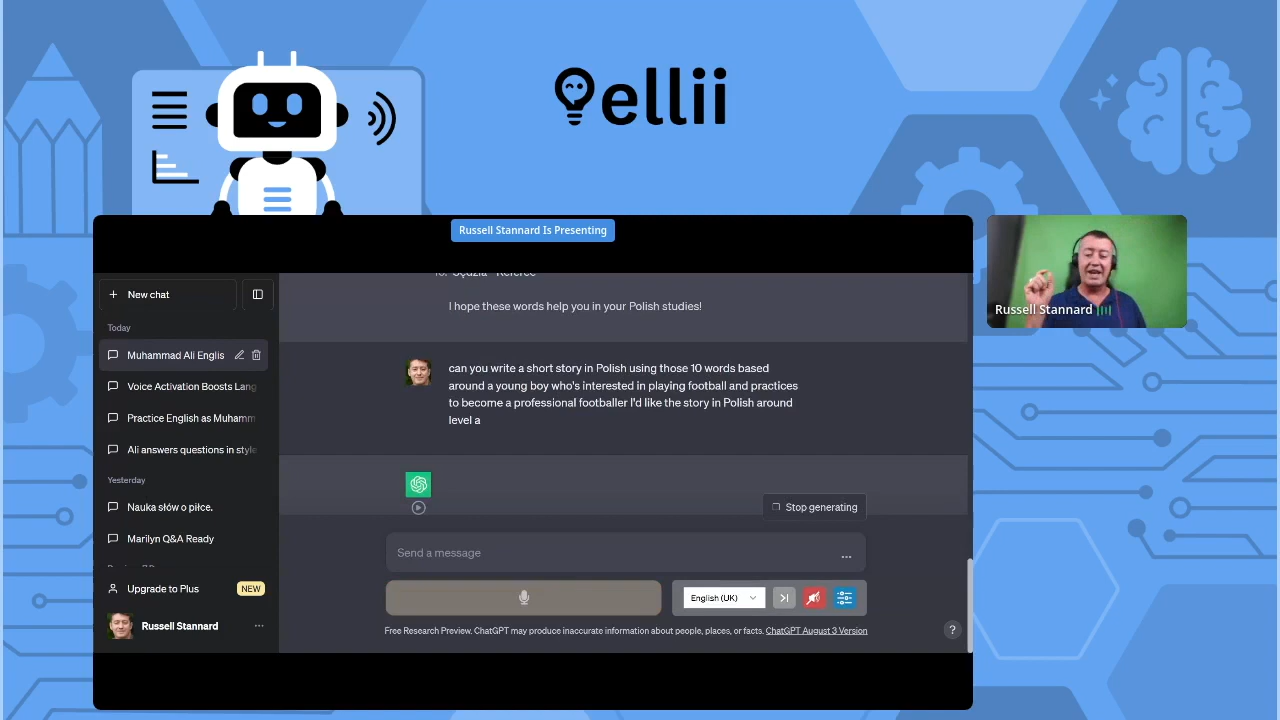 ellii
Russell Stannard Is Presenting
New chat
Today
Muhammad Ali Englis
Voice Activation Boosts Lang
Practice English as Muhamm
Ali answers questions in style
Yesterday
Nauka słów o piłce.
Marilyn Q&A Ready
Upgrade to Plus NEW
Russell Stannard
10. Sędzia - Referee
I hope these words help you in your Polish studies!
can you write a short story in Polish using those 10 words based
around a young boy who's interested in playing football and practices
to become a professional footballer I'd like the story in Polish around
level a
Stop generating
Send a message
English (UK)
Free Research Preview. ChatGPT may produce inaccurate information about people, places, or facts. ChatGPT August 3 Version
?
Russell Stannard